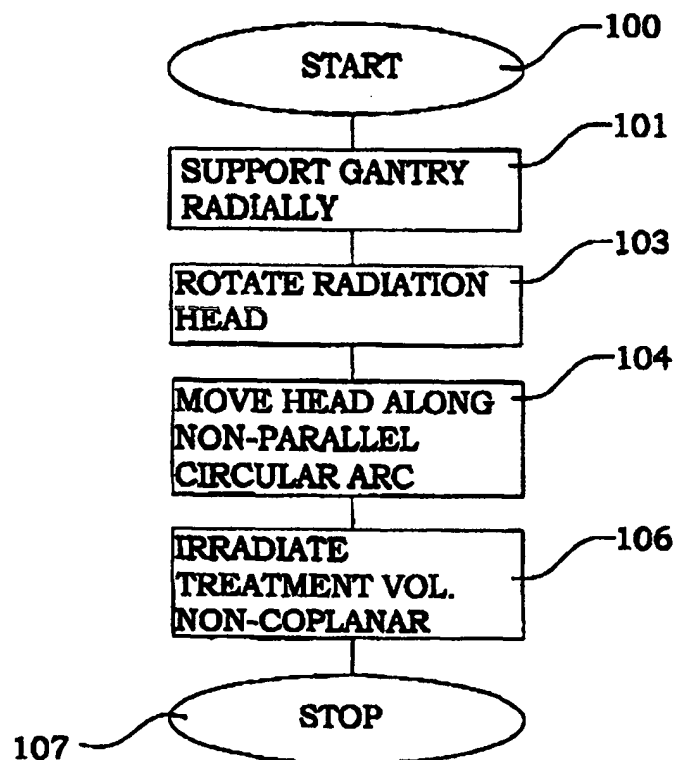 START
100
SUPPORT GANTRY
RADIALLY
101
ROTATE RADIATION
HEAD
103
MOVE HEAD ALONG
NON-PARALLEL
CIRCULAR ARC
104
IRRADIATE
TREATMENT VOL.
NON-COPLANAR
106
STOP
107